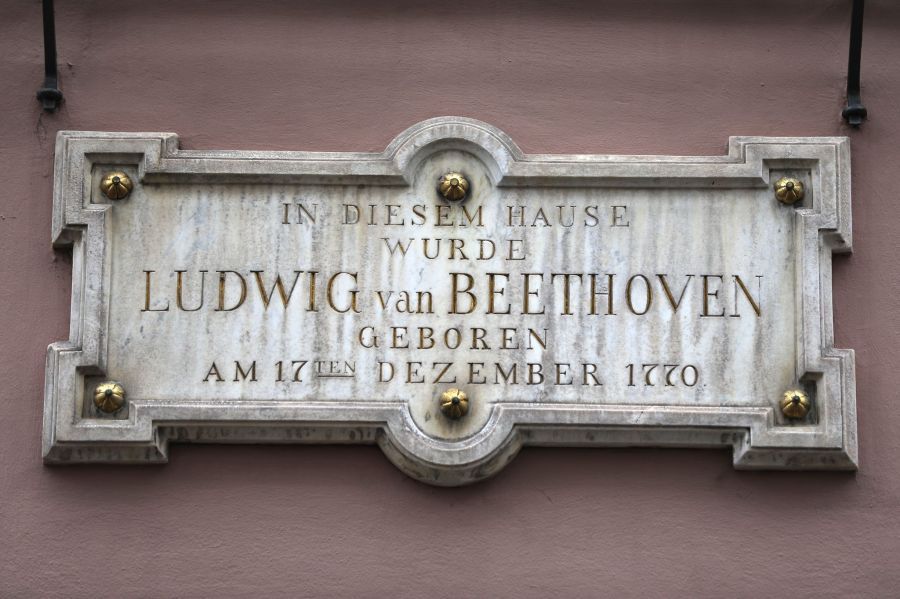 IN DIESEM HAUSE
WURDE
LUDWIG van BEETHOVEN
GEBOREN
AM 17TEN DEZEMBER 1770.